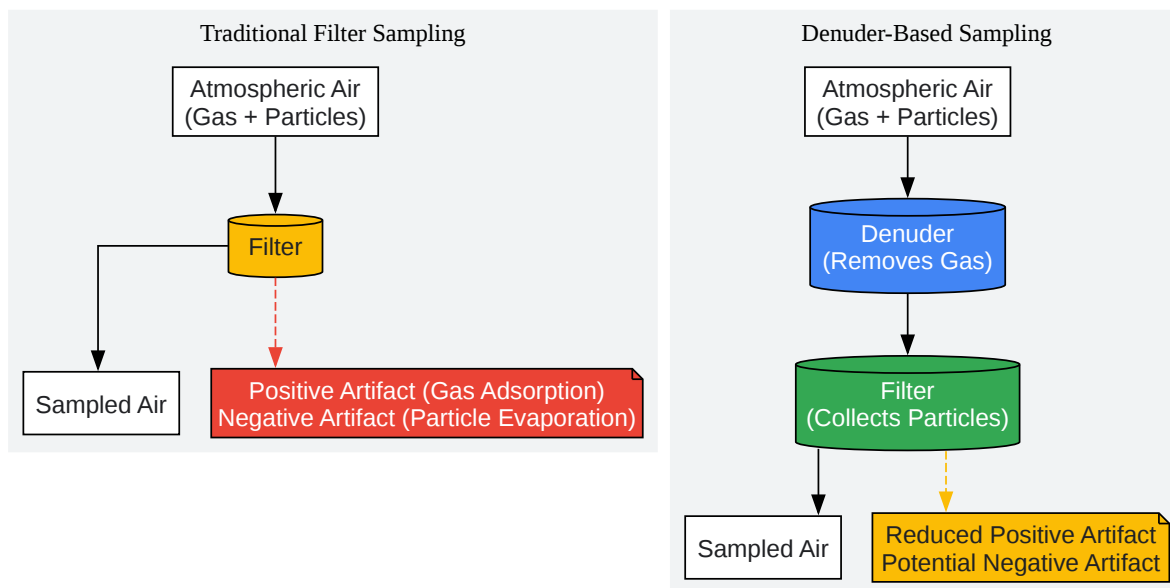 Traditional Filter Sampling
Atmospheric Air
(Gas + Particles)
Filter
Sampled Air
Positive Artifact (Gas Adsorption)
Negative Artifact (Particle Evaporation)
Denuder-Based Sampling
Atmospheric Air
(Gas + Particles)
Denuder
(Removes Gas)
Filter
(Collects Particles)
Sampled Air
Reduced Positive Artifact
Potential Negative Artifact